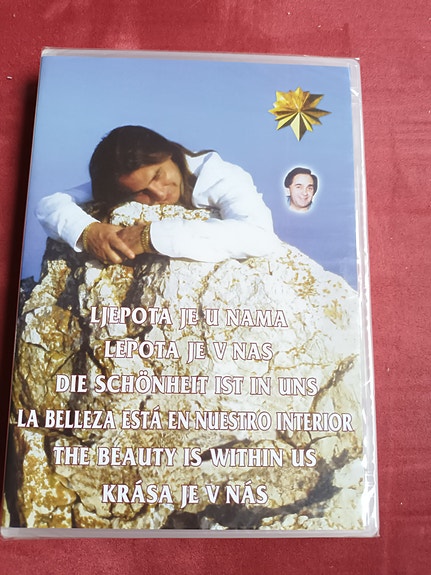 LJEPOTA JE U NAMA
LEPOTA JE V NAS
DIE SCHÖNHEIT IST IN UNS
LA BELLEZA ESTÁ EN NUESTRO INTERIOR
THE BEAUTY IS WITHIN US
KRÁSA JE V NÁS